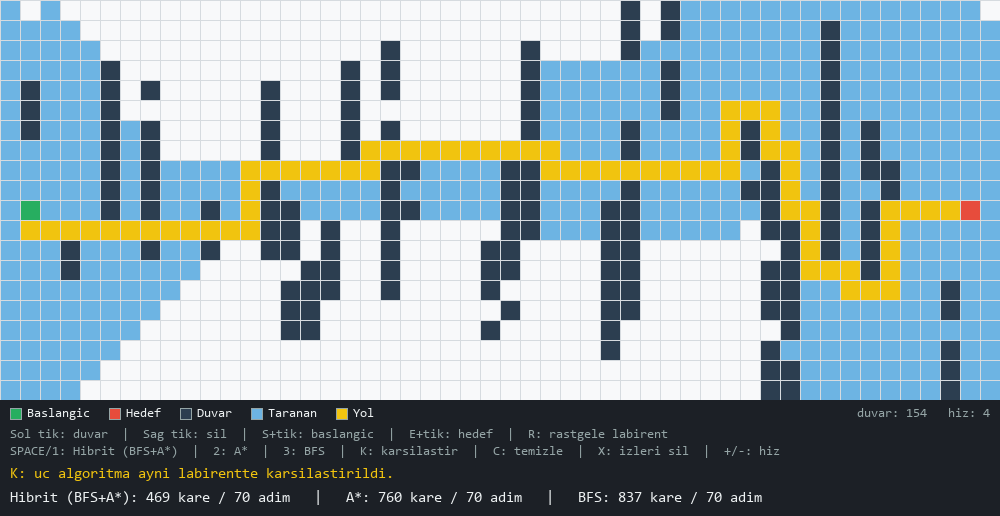 Baslangic Hedef Duvar Taranan Yol duvar: 154 hiz: 4
Sol tik: duvar | Sag tik: sil | S+tik: baslangic | E+tik: hedef | R: rastgele labirent
SPACE/1: Hibrit (BFS+A*) | 2: A* | 3: BFS | K: karsilastir | C: temizle | X: izleri sil | +/-: hiz
K: uc algoritma ayni labirentte karsilastirildi.
Hibrit (BFS+A*): 469 kare / 70 adim | A*: 760 kare / 70 adim | BFS: 837 kare / 70 adim